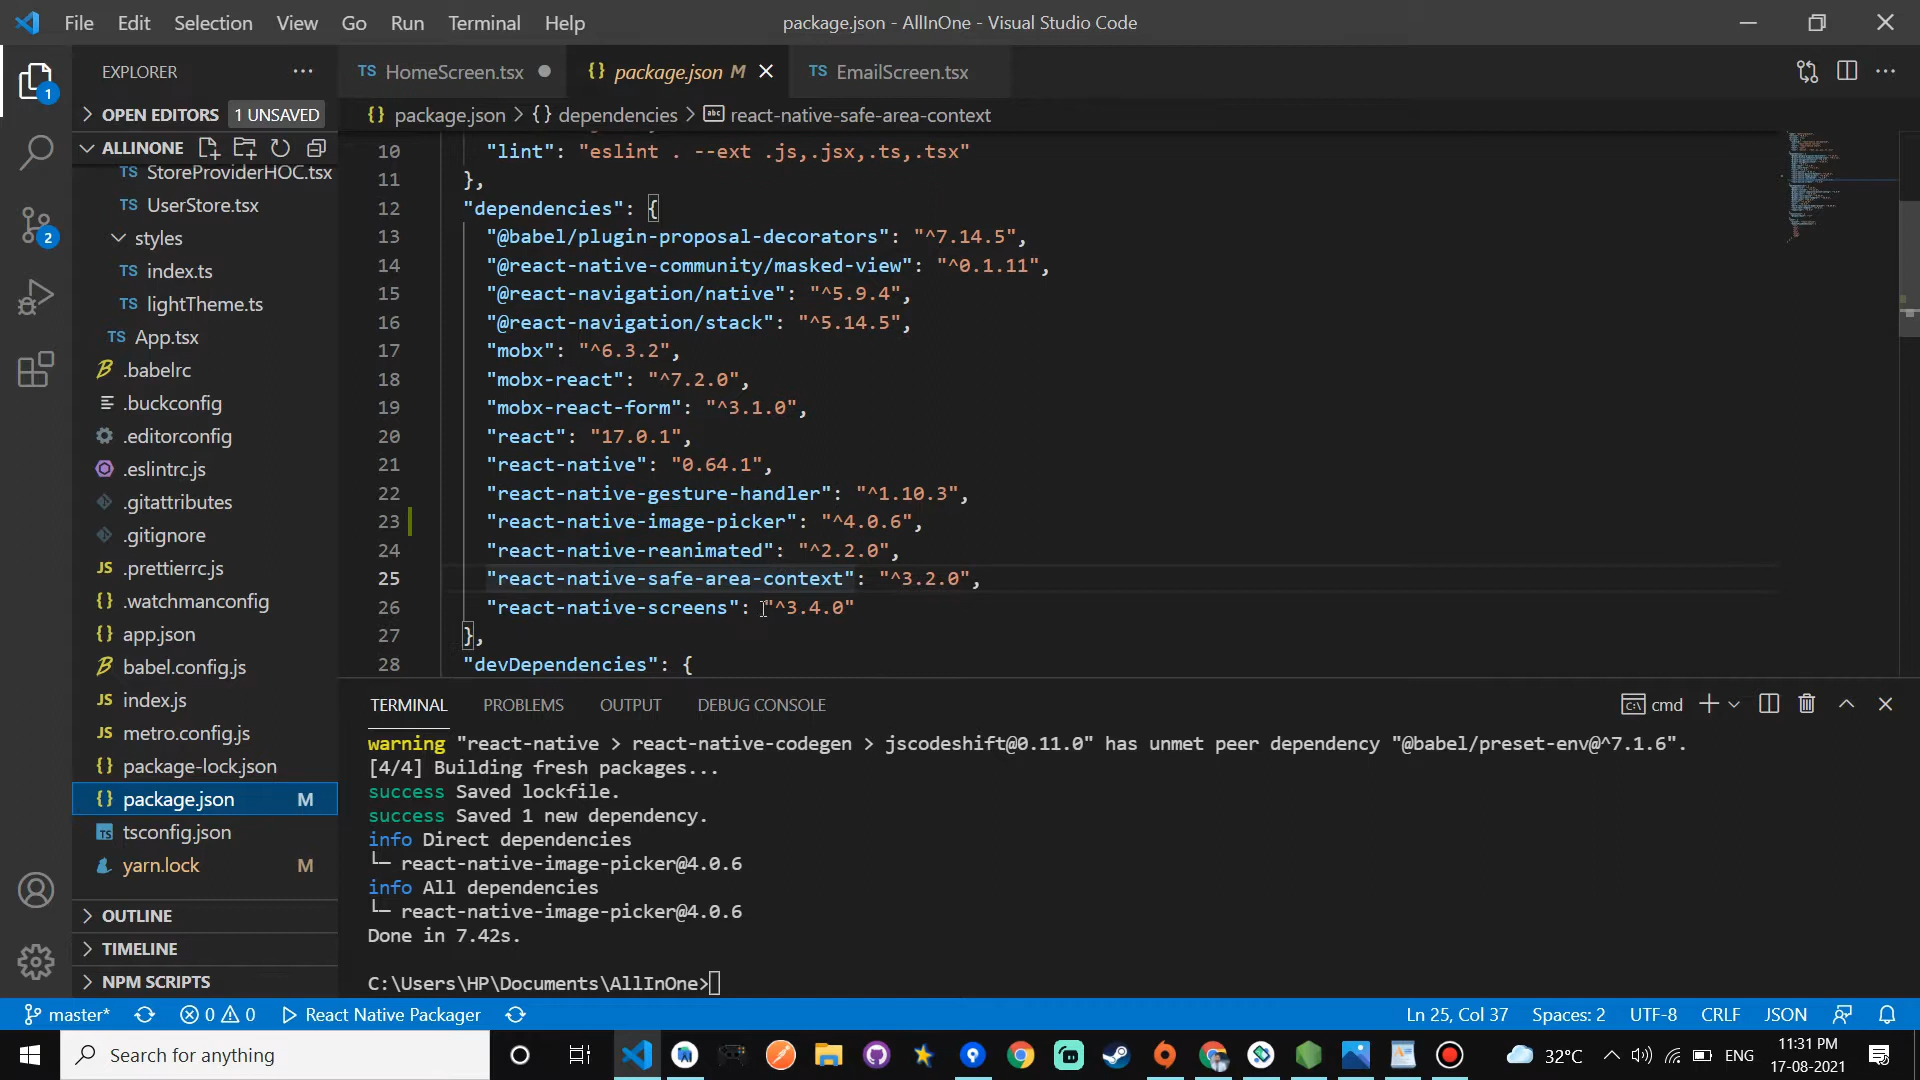 File Edit Selection View Go Run Terminal Help
package.json - AllInOne - Visual Studio Code
EXPLORER
TS HomeScreen.tsx
{} package.json M
TS EmailScreen.tsx
1
OPEN EDITORS 1 UNSAVED
{} package.json > {} dependencies > abc react-native-safe-area-context
ALLINONE
StoreProviderHOC.tsx
TS UserStore.tsx
styles
TS index.ts
TS lightTheme.ts
TS App.tsx
.babelrc
.buckconfig
.editorconfig
.eslintrc.js
.gitattributes
.gitignore
JS .prettierrc.js
.watchmanconfig
{} app.json
babel.config.js
JS index.js
JS metro.config.js
{} package-lock.json
{} package.json M
TS tsconfig.json
yarn.lock M
OUTLINE
TIMELINE
NPM SCRIPTS
2
10 "lint": "eslint . --ext .js,.jsx,.ts,.tsx"
11 },
12 "dependencies": {
13 "@babel/plugin-proposal-decorators": "^7.14.5",
14 "@react-native-community/masked-view": "^0.1.11",
15 "@react-navigation/native": "^5.9.4",
16 "@react-navigation/stack": "^5.14.5",
17 "mobx": "^6.3.2",
18 "mobx-react": "^7.2.0",
19 "mobx-react-form": "^3.1.0",
20 "react": "17.0.1",
21 "react-native": "0.64.1",
22 "react-native-gesture-handler": "^1.10.3",
23 "react-native-image-picker": "^4.0.6",
24 "react-native-reanimated": "^2.2.0",
25 "react-native-safe-area-context": "^3.2.0",
26 "react-native-screens": "^3.4.0"
27 },
28 "devDependencies": {
TERMINAL PROBLEMS OUTPUT DEBUG CONSOLE
cmd
warning "react-native > react-native-codegen > jscodeshift@0.11.0" has unmet peer dependency "@babel/preset-env@^7.1.6".
[4/4] Building fresh packages...
success Saved lockfile.
success Saved 1 new dependency.
info Direct dependencies
└─ react-native-image-picker@4.0.6
info All dependencies
└─ react-native-image-picker@4.0.6
Done in 7.42s.
C:\Users\HP\Documents\AllInOne>
master* 0 0 React Native Packager
Ln 25, Col 37 Spaces: 2 UTF-8 CRLF JSON
Search for anything
32°C ENG
11:31 PM
17-08-2021